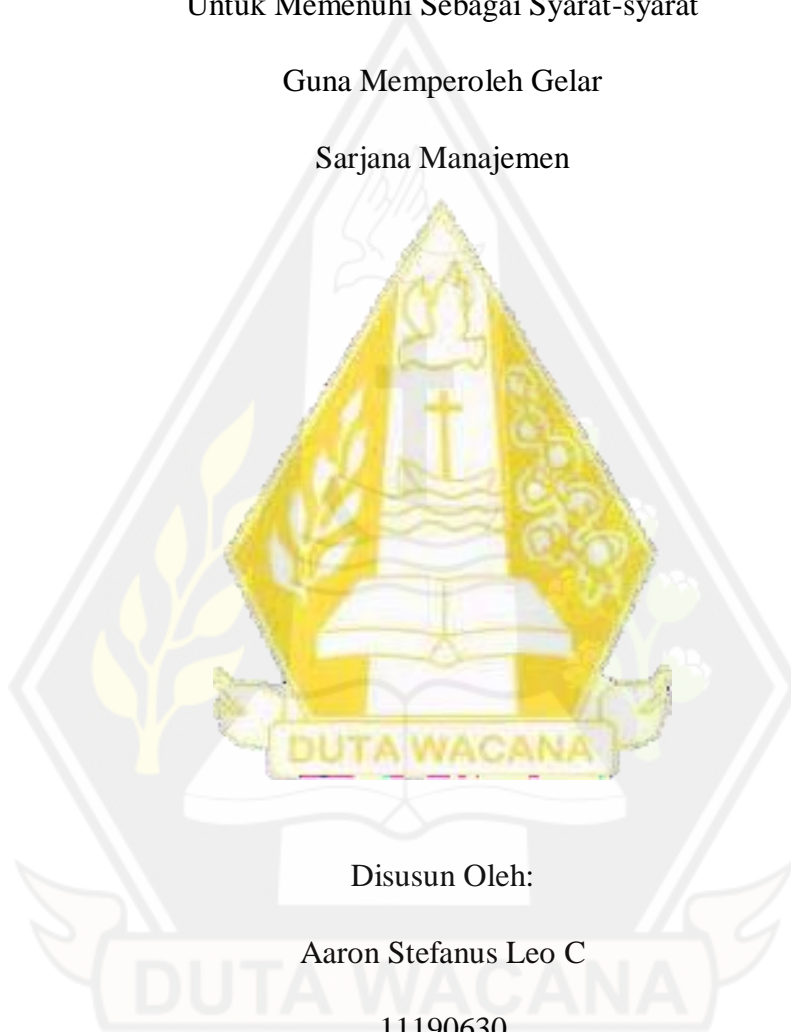 Untuk Memenuhi Sebagai Syarat-syarat
Guna Memperoleh Gelar
Sarjana Manajemen
DUTA WACANA
Disusun Oleh:
Aaron Stefanus Leo C
DUTA WACANA
11190630